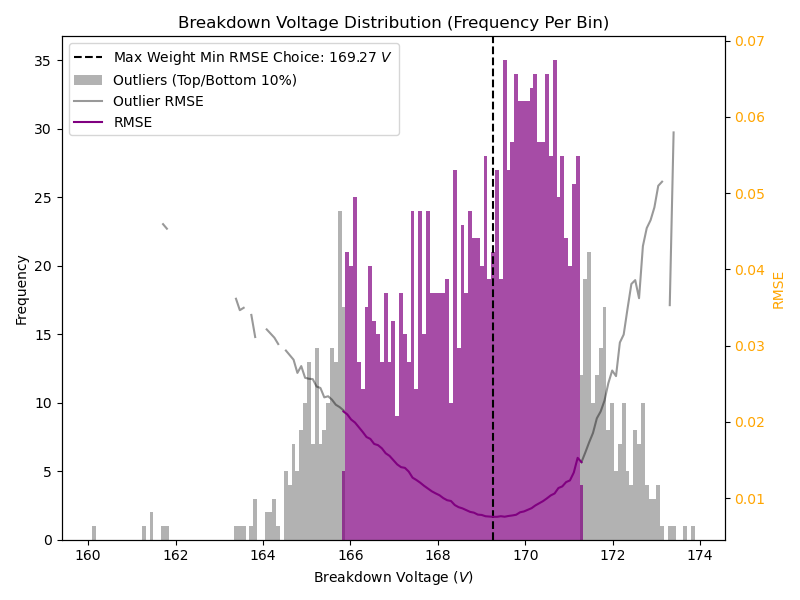 Breakdown Voltage Distribution (Frequency Per Bin)
Max Weight Min RMSE Choice: 169.27 V
Outliers (Top/Bottom 10%)
Outlier RMSE
RMSE
Frequency
35
30
25
20
15
10
5
0
0.07
0.06
0.05
0.04
0.03
0.02
0.01
RMSE
160 162 164 166 168 170 172 174
Breakdown Voltage (V)